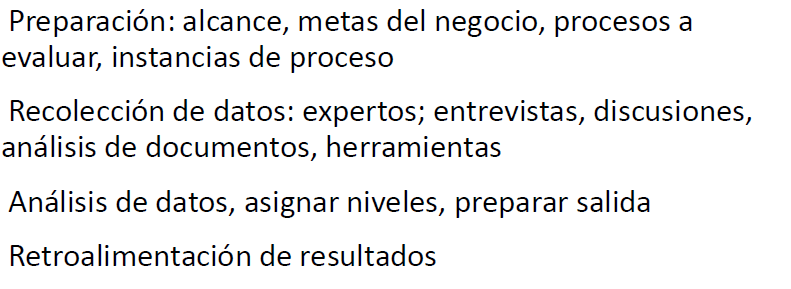 Preparación: alcance, metas del negocio, procesos a
evaluar, instancias de proceso
Recolección de datos: expertos; entrevistas, discusiones,
análisis de documentos, herramientas
Análisis de datos, asignar niveles, preparar salida
Retroalimentación de resultados